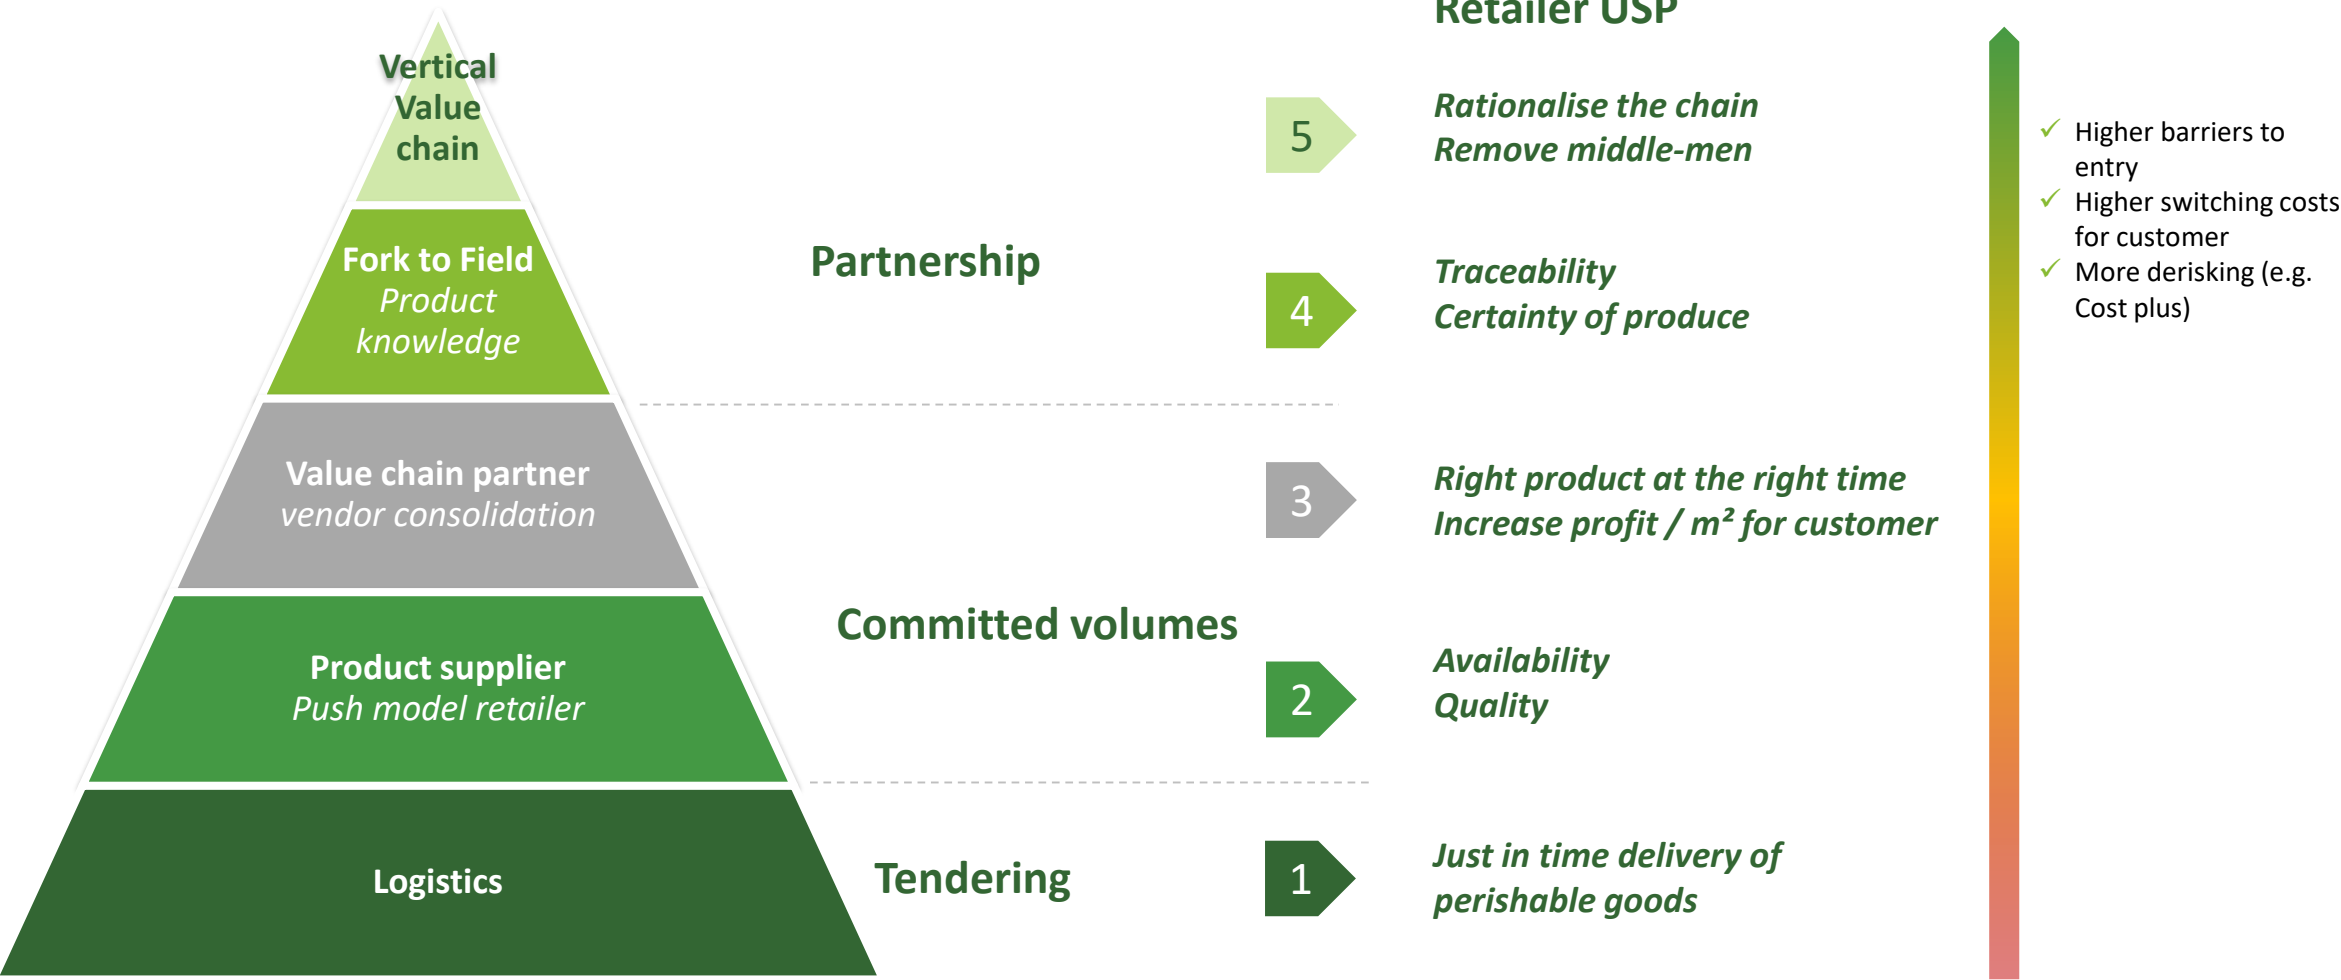 Retailer USP
Vertical
Value
chain
Fork to Field
Product
knowledge
Value chain partner
vendor consolidation
Product supplier
Push model retailer
Logistics
Partnership
Committed volumes
Tendering
5
Rationalise the chain
Remove middle-men
4
Traceability
Certainty of produce
3
Right product at the right time
Increase profit / m² for customer
2
Availability
Quality
1
Just in time delivery of
perishable goods
✓ Higher barriers to
entry
✓ Higher switching costs
for customer
✓ More derisking (e.g.
Cost plus)